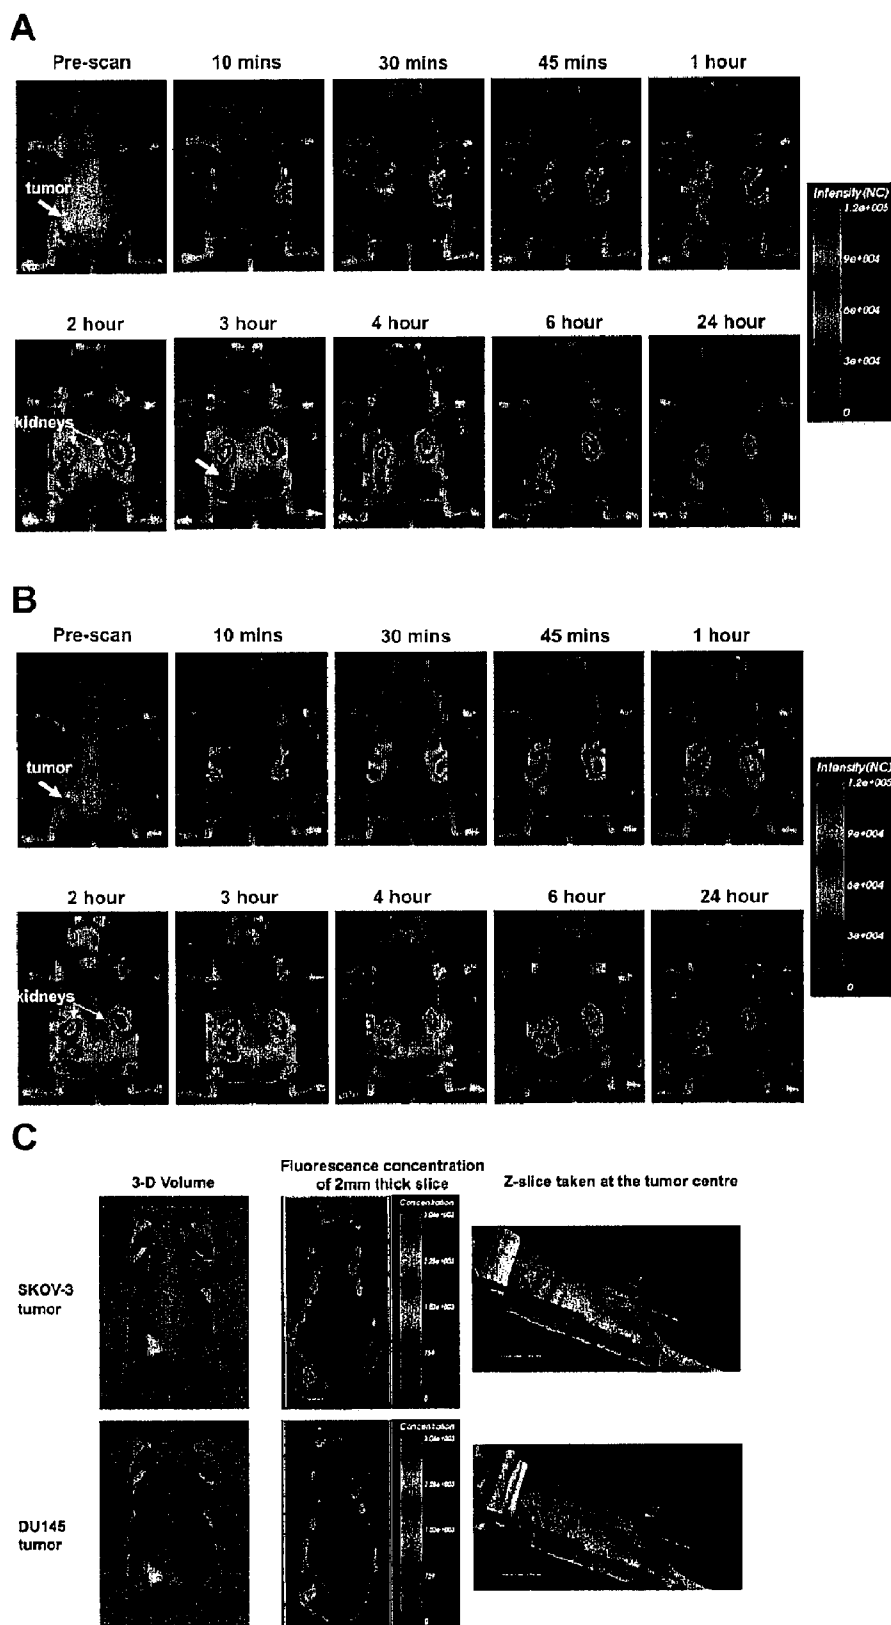 A
Pre-scan 10 mins 30 mins 45 mins 1 hour
tumor
Intensity(NC)
1.2e+005
9e+004
6e+004
3e+004
0
2 hour 3 hour 4 hour 6 hour 24 hour
kidneys
B
Pre-scan 10 mins 30 mins 45 mins 1 hour
tumor
Intensity(NC)
1.2e+005
9e+004
6e+004
3e+004
0
2 hour 3 hour 4 hour 6 hour 24 hour
kidneys
C
3-D Volume
Fluorescence concentration
of 2mm thick slice
Z-slice taken at the tumor centre
Concentration
0
SKOV-3
tumor
Concentration
0
DU145
tumor